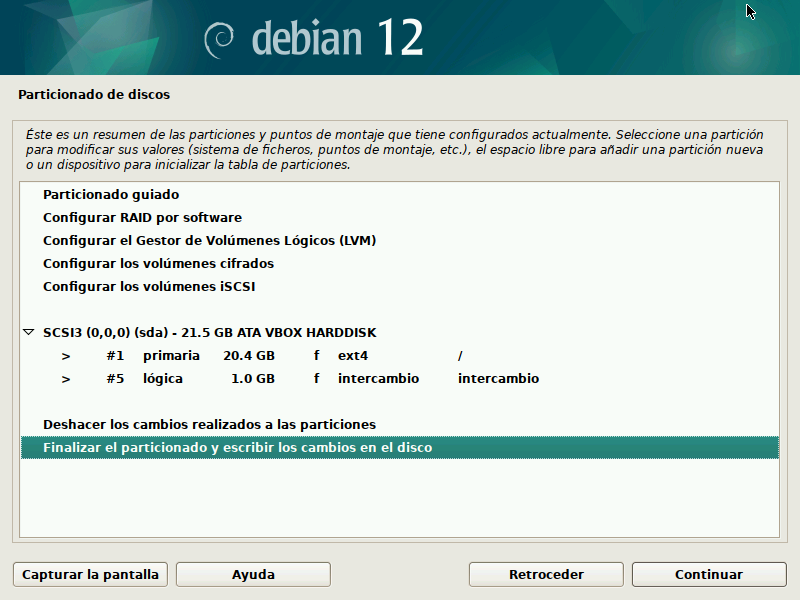 debian 12
Particionado de discos
Éste es un resumen de las particiones y puntos de montaje que tiene configurados actualmente. Seleccione una partición
para modificar sus valores (sistema de ficheros, puntos de montaje, etc.), el espacio libre para añadir una partición nueva
o un dispositivo para inicializar la tabla de particiones.
Particionado guiado
Configurar RAID por software
Configurar el Gestor de Volúmenes Lógicos (LVM)
Configurar los volúmenes cifrados
Configurar los volúmenes iSCSI
SCSI3 (0,0,0) (sda) - 21.5 GB ATA VBOX HARDDISK
> #1 primaria 20.4 GB f ext4 /
> #5 lógica 1.0 GB f intercambio intercambio
Deshacer los cambios realizados a las particiones
Finalizar el particionado y escribir los cambios en el disco
Capturar la pantalla Ayuda Retroceder Continuar